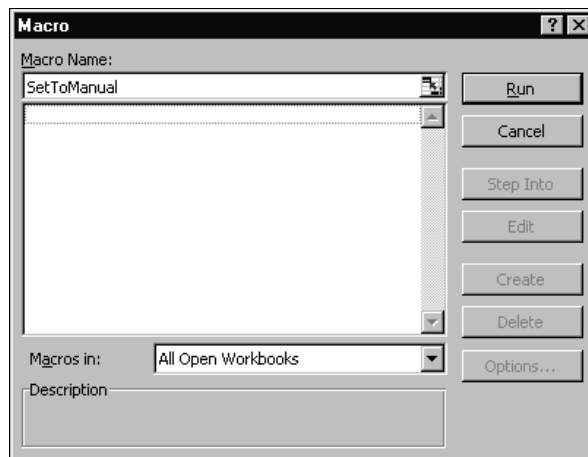 Macro
Macro Name:
SetToManual
Run
Cancel
Step Into
Edit
Create
Delete
Macros in:
All Open Workbooks
Options...
Description